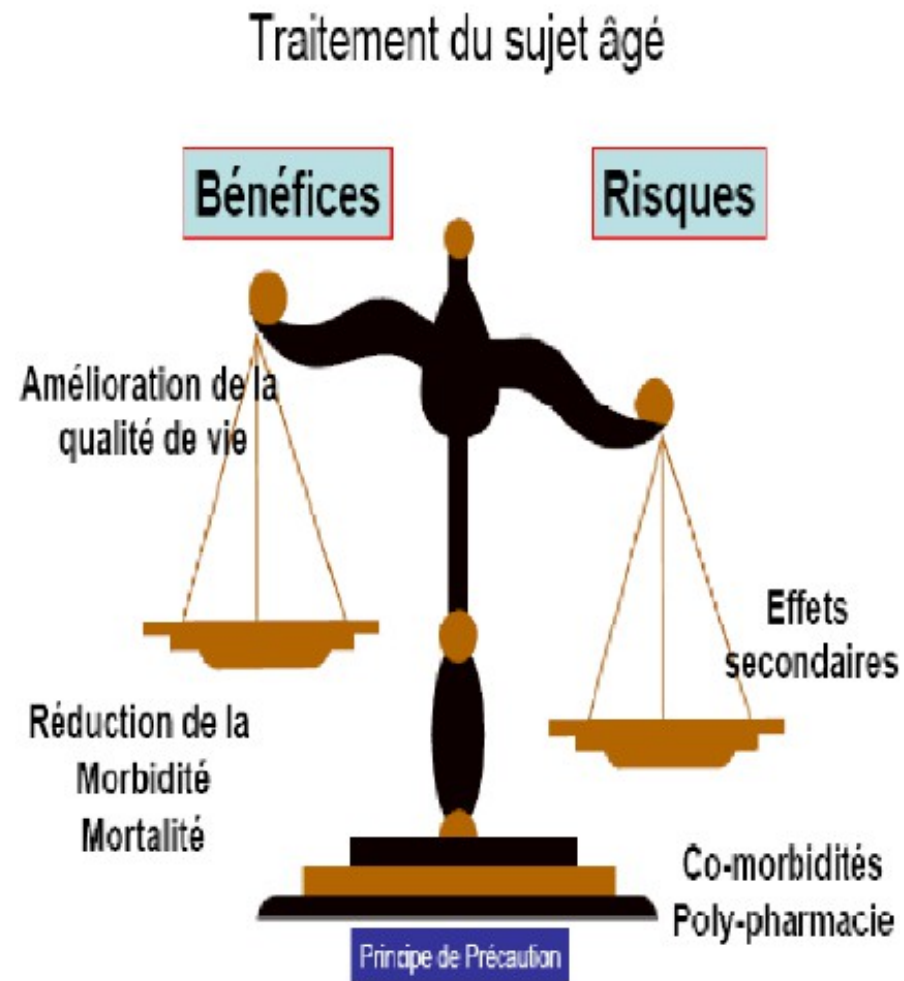 Traitement du sujet âgé
Bénéfices
Risques
Amélioration de la
qualité de vie
Effets
secondaires
Réduction de la
Morbidité
Mortalité
Co-morbidités
Poly-pharmacie
Principe de Précaution